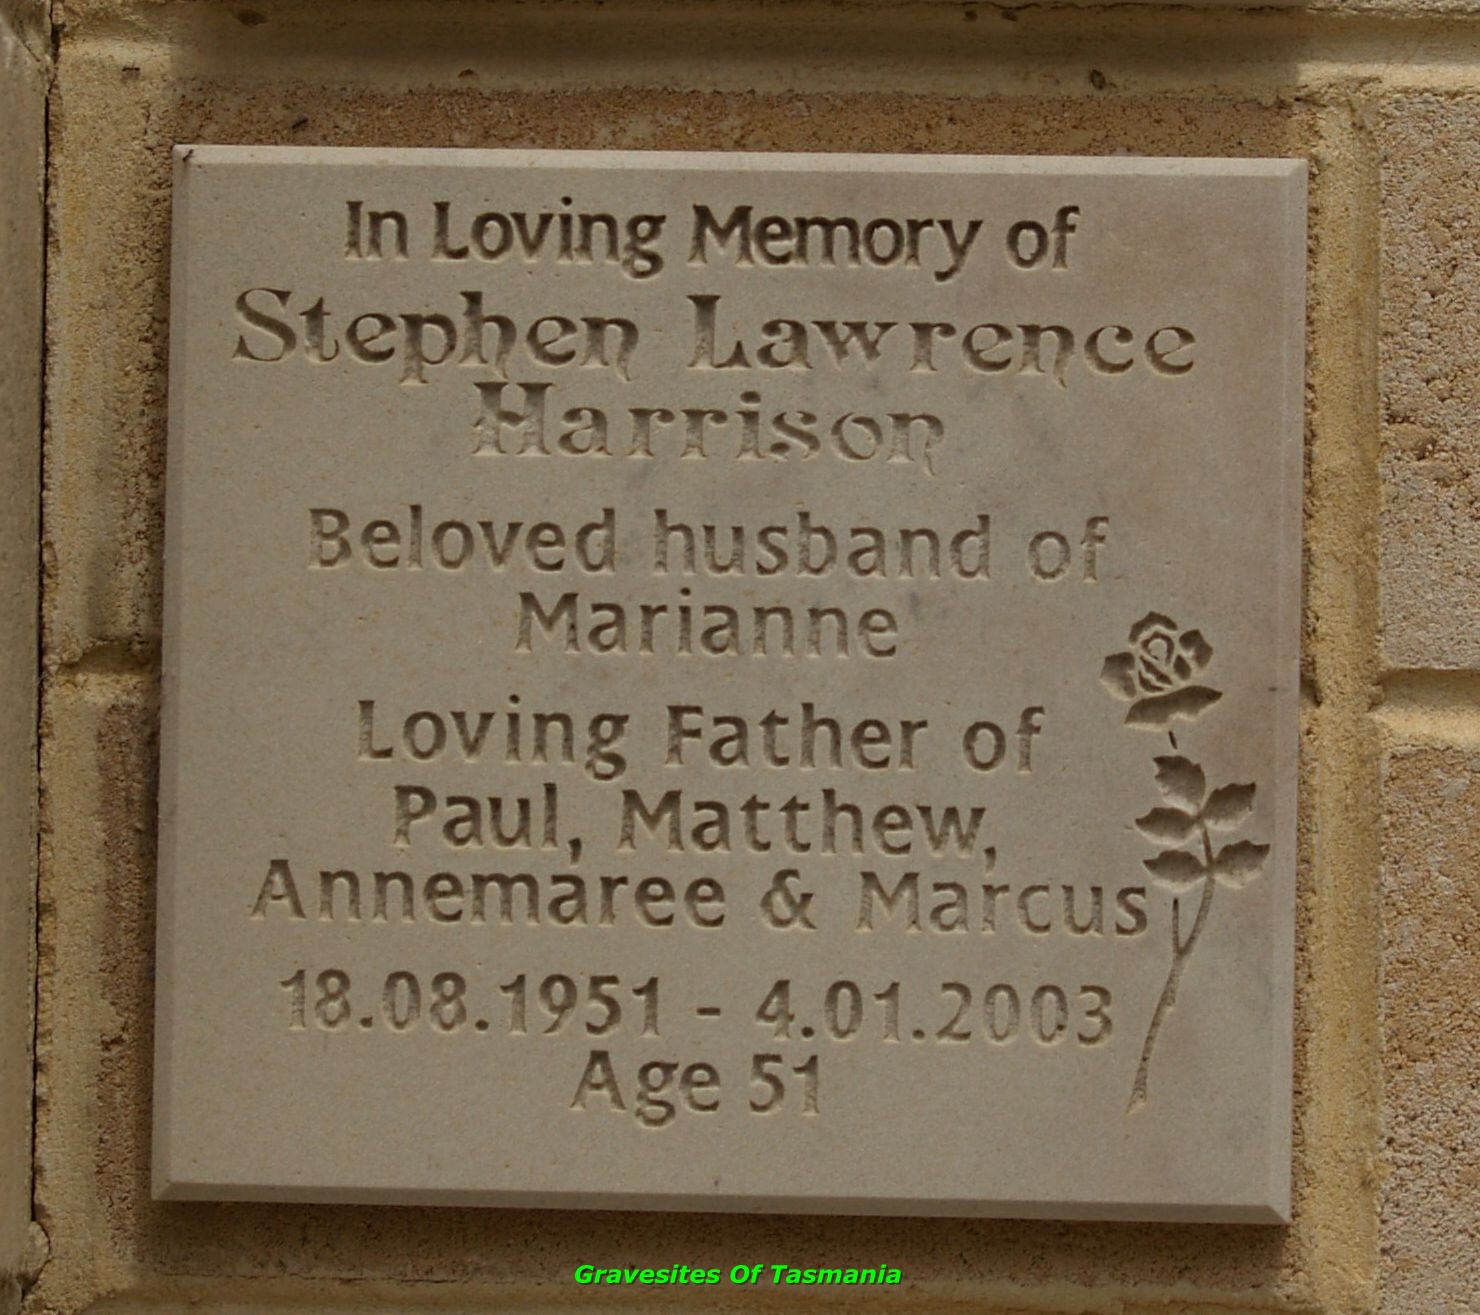 In Loving Memory of
Stephen Lawrence
Harrison
Beloved husband of
Marianne
Loving Father of
Paul, Matthew,
Annemaree & Marcus
18.08.1951 - 4.01.2003
Age 51
Gravesites Of Tasmania